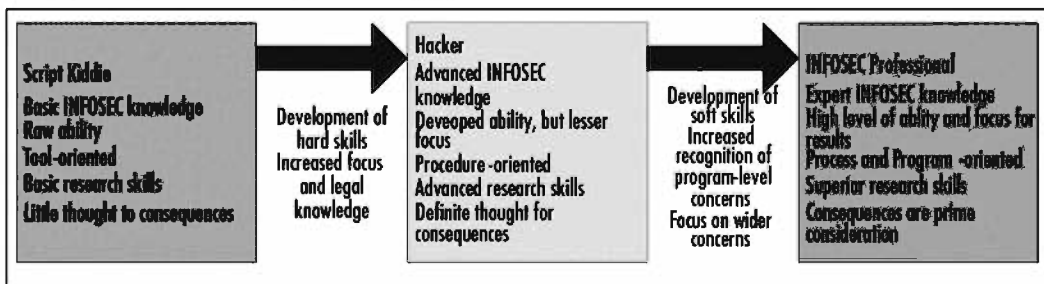 Script Kiddie
Basic INFOSEC knowledge
Raw ability
Tool-oriented
Basic research skills
Little thought to consequences
Development of
hard skills
Increased focus
and legal
knowledge
Hacker
Advanced INFOSEC
knowledge
Deveoped ability, but lesser
focus
Procedure -oriented
Advanced research skills
Definite thought for
consequences
Development of
soft skills
Increased
recognition of
program-level
concerns
Focus on wider
concerns
INFOSEC Professional
Expert INFOSEC knowledge
High level of ablity and focus for
results
Process and Program -oriented
Superior research skills
Consequences are prime
consideration